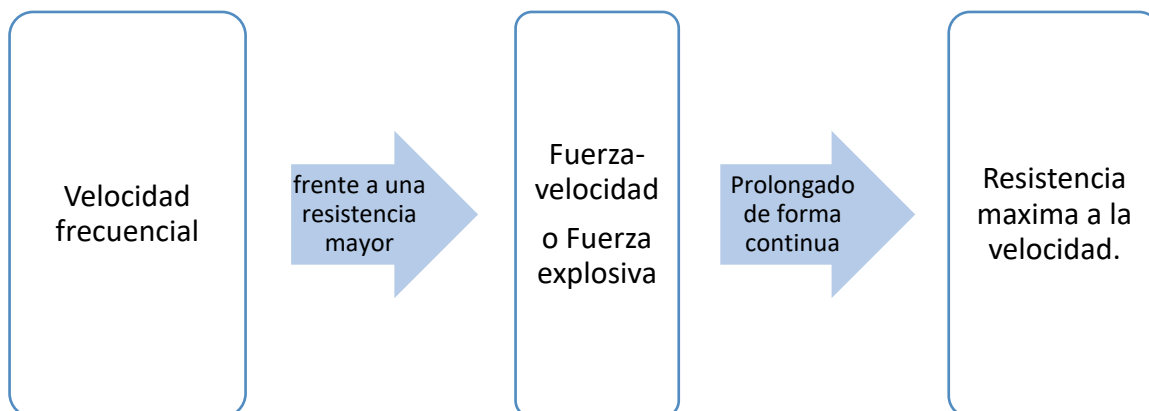 Velocidad
frecuencial
frente a una
resistencia
mayor
Fuerza-
velocidad
o Fuerza
explosiva
Prolongado
de forma
continua
Resistencia
maxima a la
velocidad.